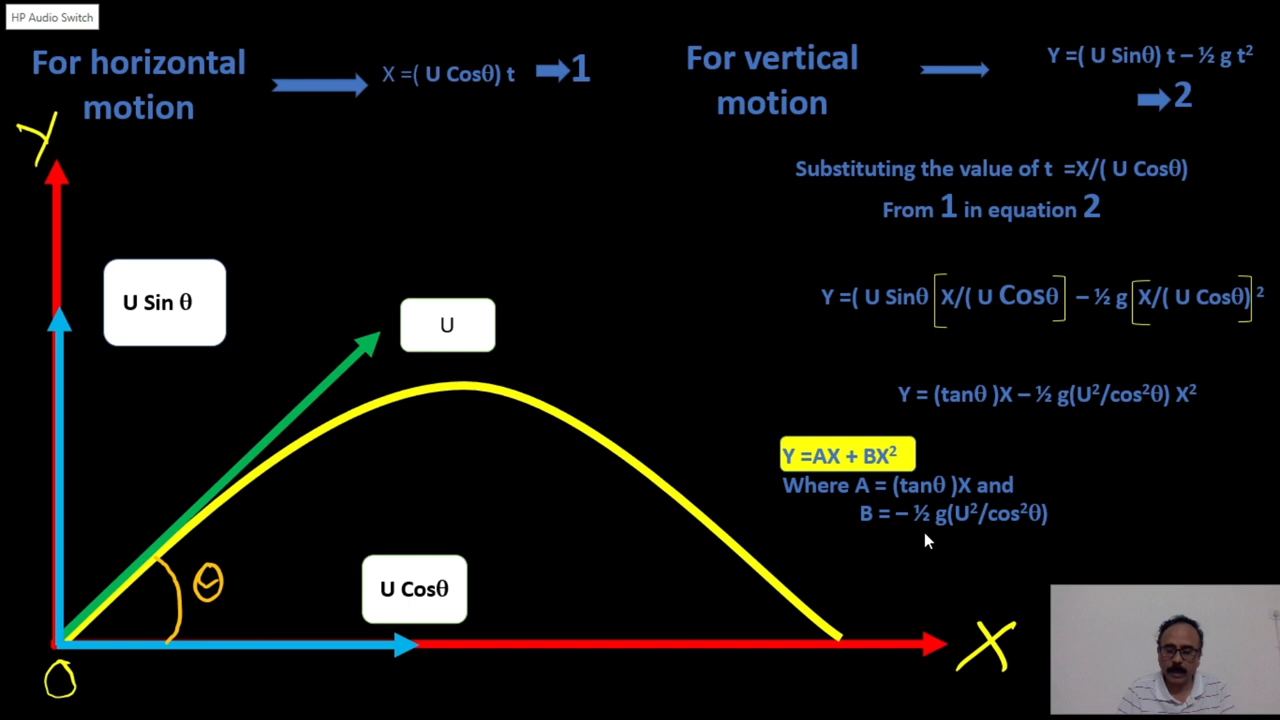 HP Audio Switch
For horizontal
motion
X =( U Cosθ) t
1
For vertical
motion
Y =( U Sinθ) t – ½ g t²
2
Substituting the value of t =X/( U Cosθ)
From 1 in equation 2
Y =( U Sinθ [X/( U Cosθ] – ½ g [X/( U Cosθ)] ²
Y = (tanθ )X – ½ g(U²/cos²θ) X²
Y =AX + BX²
Where A = (tanθ )X and
B = – ½ g(U²/cos²θ)
Y
U Sin θ
U
θ
U Cosθ
X
O